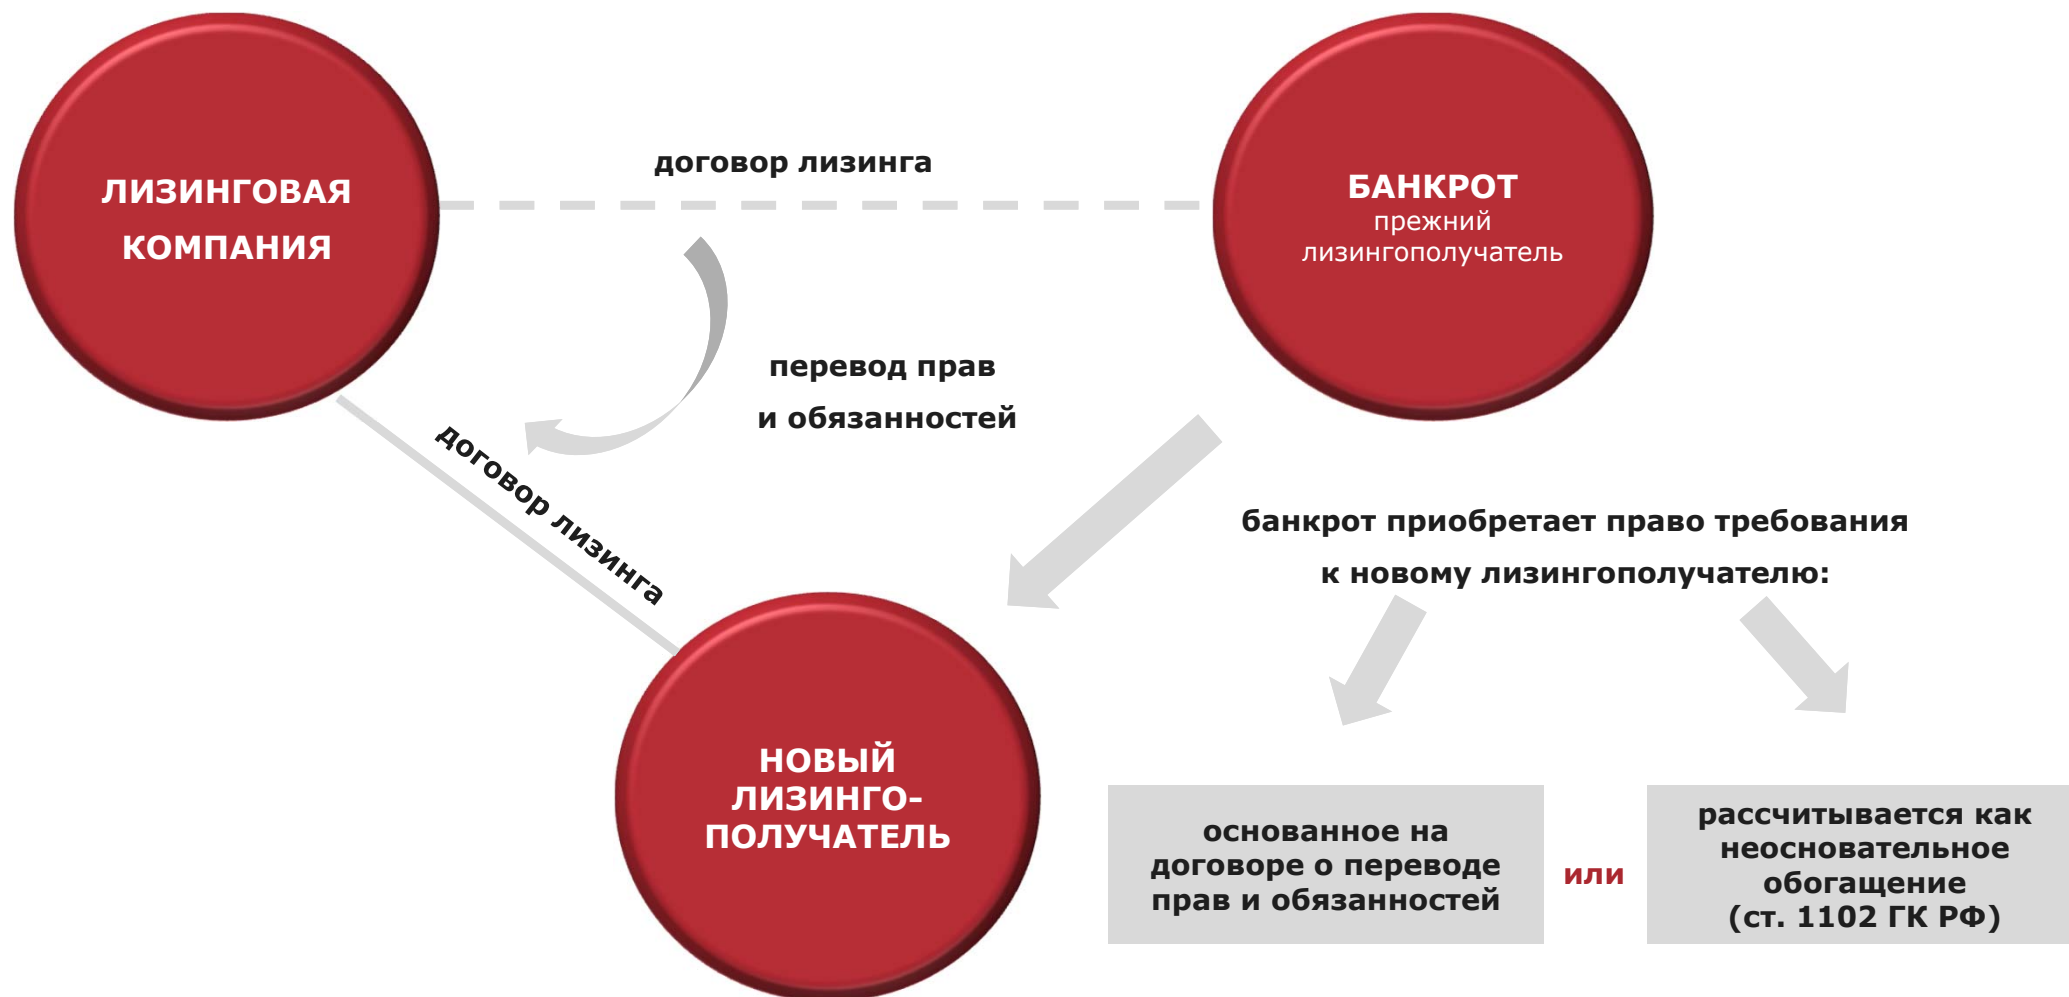 ЛИЗИНГОВАЯ
КОМПАНИЯ
договор лизинга
БАНКРОТ
прежний
лизингополучатель
перевод прав
и обязанностей
договор лизинга
банкрот приобретает право требования
к новому лизингополучателю:
НОВЫЙ
ЛИЗИНГО-
ПОЛУЧАТЕЛЬ
основанное на
договоре о переводе
прав и обязанностей
или
рассчитывается как
неосновательное
обогащение
(ст. 1102 ГК РФ)